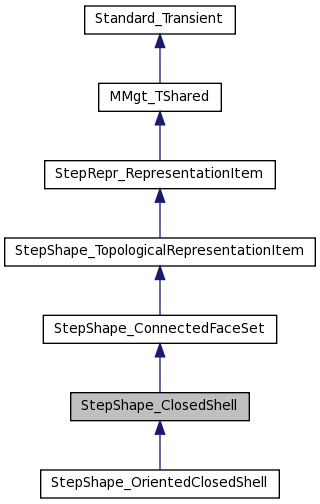 Standard_Transient
MMgt_TShared
StepRepr_RepresentationItem
StepShape_TopologicalRepresentationItem
StepShape_ConnectedFaceSet
StepShape_ClosedShell
StepShape_OrientedClosedShell